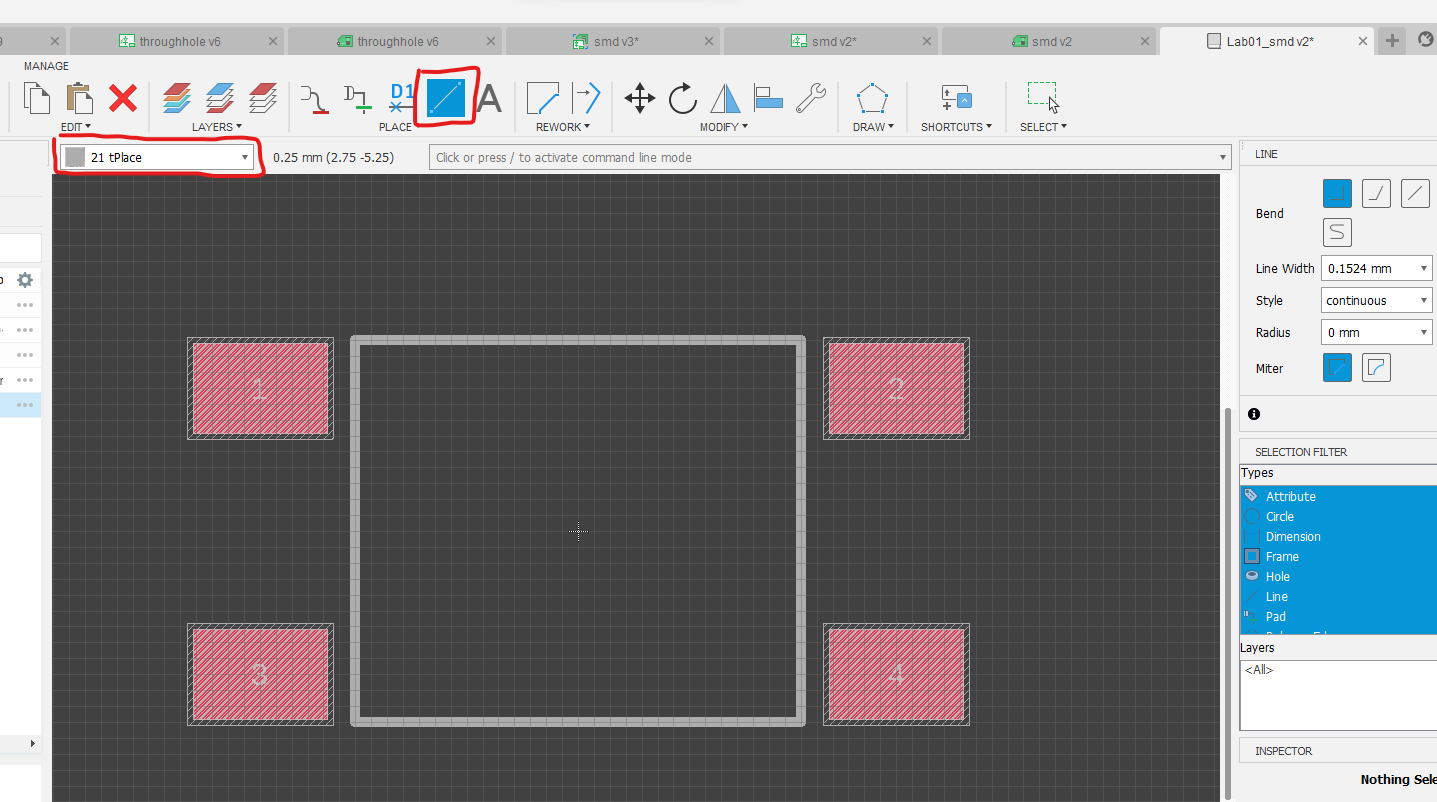 9
throughhole v6
throughhole v6
smd v3*
smd v2*
smd v2
Lab01_smd v2*
MANAGE
D1
A
EDIT
LAYERS
PLACE
REWORK
MODIFY
DRAW
SHORTCUTS
SELECT
21 tPlace
0.25 mm (2.75 -5.25)
Click or press / to activate command line mode
LINE
Bend
Line Width
0.1524 mm
Style
continuous
Radius
0 mm
Miter
1
2
3
4
SELECTION FILTER
Types
Attribute
Circle
Dimension
Frame
Hole
Line
Pad
Layers
<All>
INSPECTOR
Nothing Sele